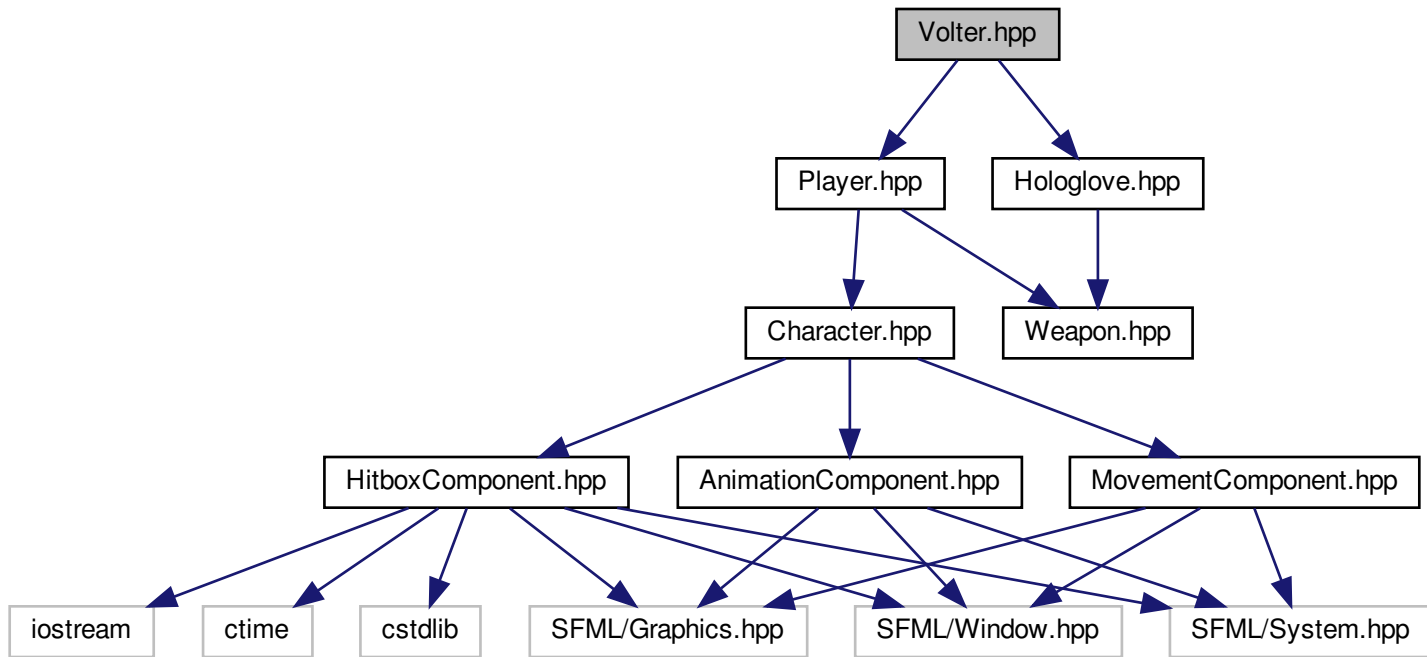 Volter.hpp
Player.hpp
Hologlove.hpp
Character.hpp
Weapon.hpp
HitboxComponent.hpp
AnimationComponent.hpp
MovementComponent.hpp
iostream
ctime
cstdlib
SFML/Graphics.hpp
SFML/Window.hpp
SFML/System.hpp